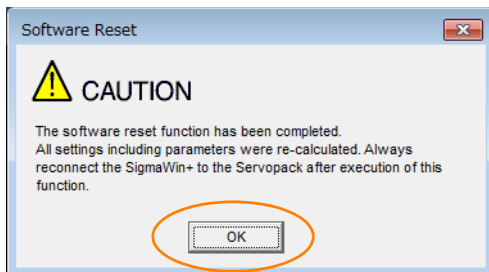 Software Reset
CAUTION
The software reset function has been completed.
All settings including parameters were re-calculated. Always
reconnect the SigmaWin+ to the Servopack after execution of this
function.
OK